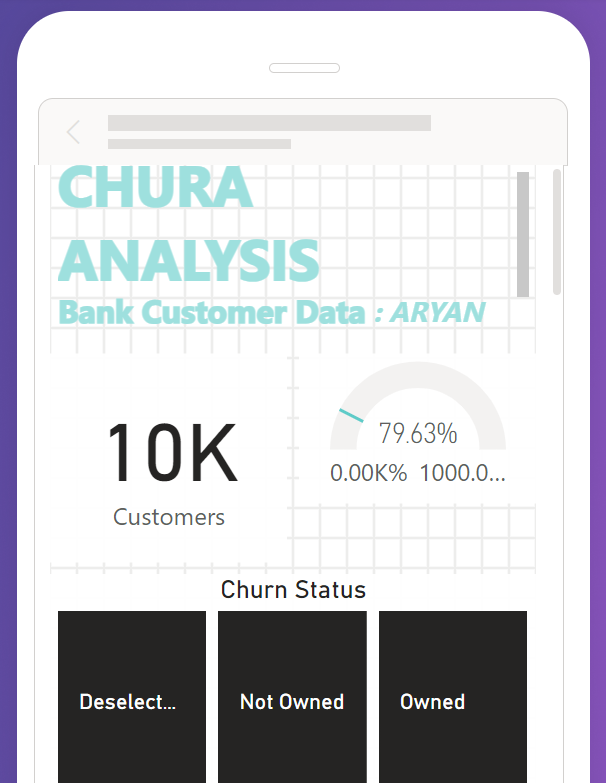 CHURA
ANALYSIS
Bank Customer Data : ARYAN
10K
Customers
79.63%
0.00K% 1000.0...
Churn Status
Deselect...
Not Owned
Owned